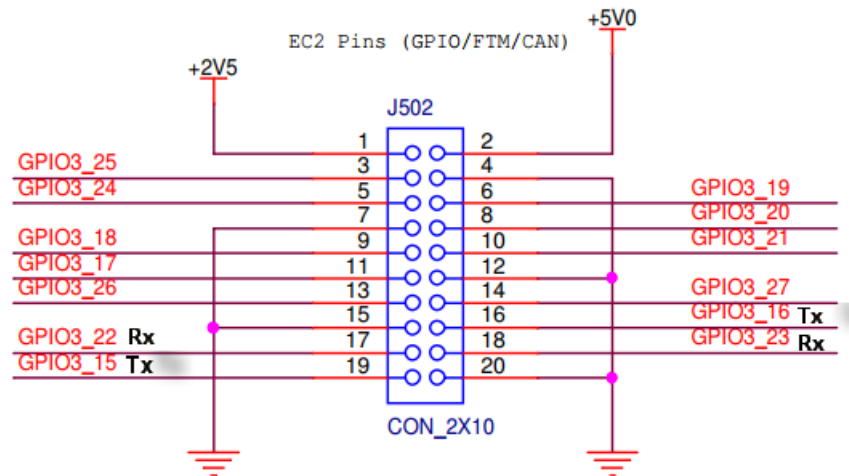 EC2 Pins (GPIO/FTM/CAN)
+5V0
+2V5
J502
1 2
GPIO3_25 3 4
GPIO3_24 5 6 GPIO3_19
7 8 GPIO3_20
GPIO3_18 9 10 GPIO3_21
GPIO3_17 11 12
GPIO3_26 13 14 GPIO3_27
15 16 GPIO3_16 Tx
GPIO3_22 Rx 17 18 GPIO3_23 Rx
GPIO3_15 Tx 19 20
CON_2X10